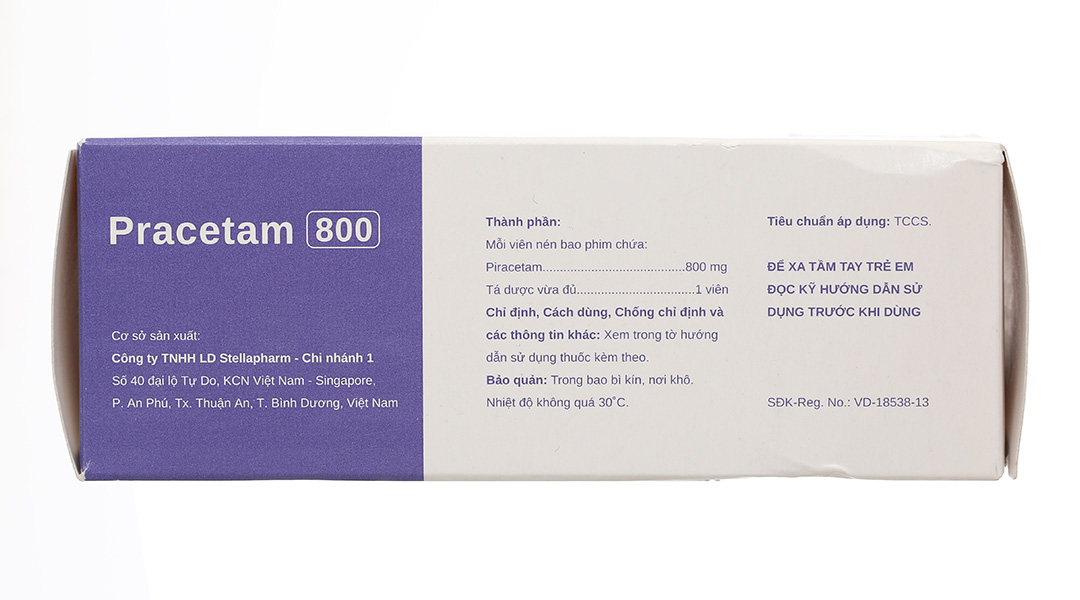 Pracetam 800
Cơ sở sản xuất:
Công ty TNHH LD Stellapharm - Chi nhánh 1
Số 40 đại lộ Tự Do, KCN Việt Nam - Singapore,
P. An Phú, Tx. Thuận An, T. Bình Dương, Việt Nam
Thành phần:
Mỗi viên nén bao phim chứa:
Piracetam.........................................800 mg
Tá dược vừa đủ..................................1 viên
Chỉ định, Cách dùng, Chống chỉ định và
các thông tin khác: Xem trong tờ hướng
dẫn sử dụng thuốc kèm theo.
Bảo quản: Trong bao bì kín, nơi khô.
Nhiệt độ không quá 30˚C.
Tiêu chuẩn áp dụng: TCCS.
ĐỂ XA TẦM TAY TRẺ EM
ĐỌC KỸ HƯỚNG DẪN SỬ
DỤNG TRƯỚC KHI DÙNG
SĐK-Reg. No.: VD-18538-13